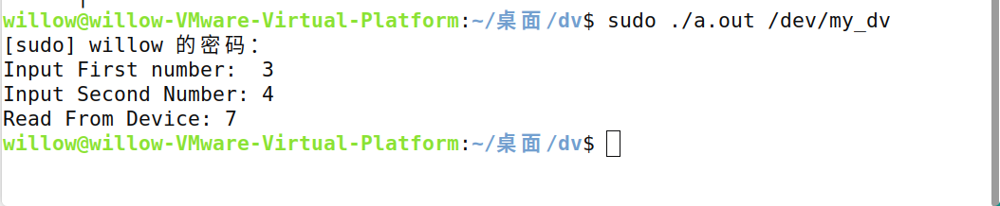 willow@willow-VMware-Virtual-Platform:~/桌面/dv$ sudo ./a.out /dev/my_dv
[sudo] willow 的密码：
Input First number:  3
Input Second Number: 4
Read From Device: 7
willow@willow-VMware-Virtual-Platform:~/桌面/dv$